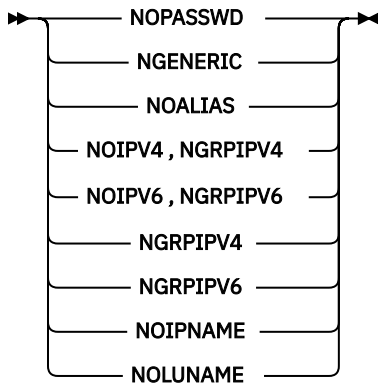 NOPASSWD
NGENERIC
NOALIAS
NOIPV4 , NGRPIPV4
NOIPV6 , NGRPIPV6
NGRPIPV4
NGRPIPV6
NOIPNAME
NOLUNAME